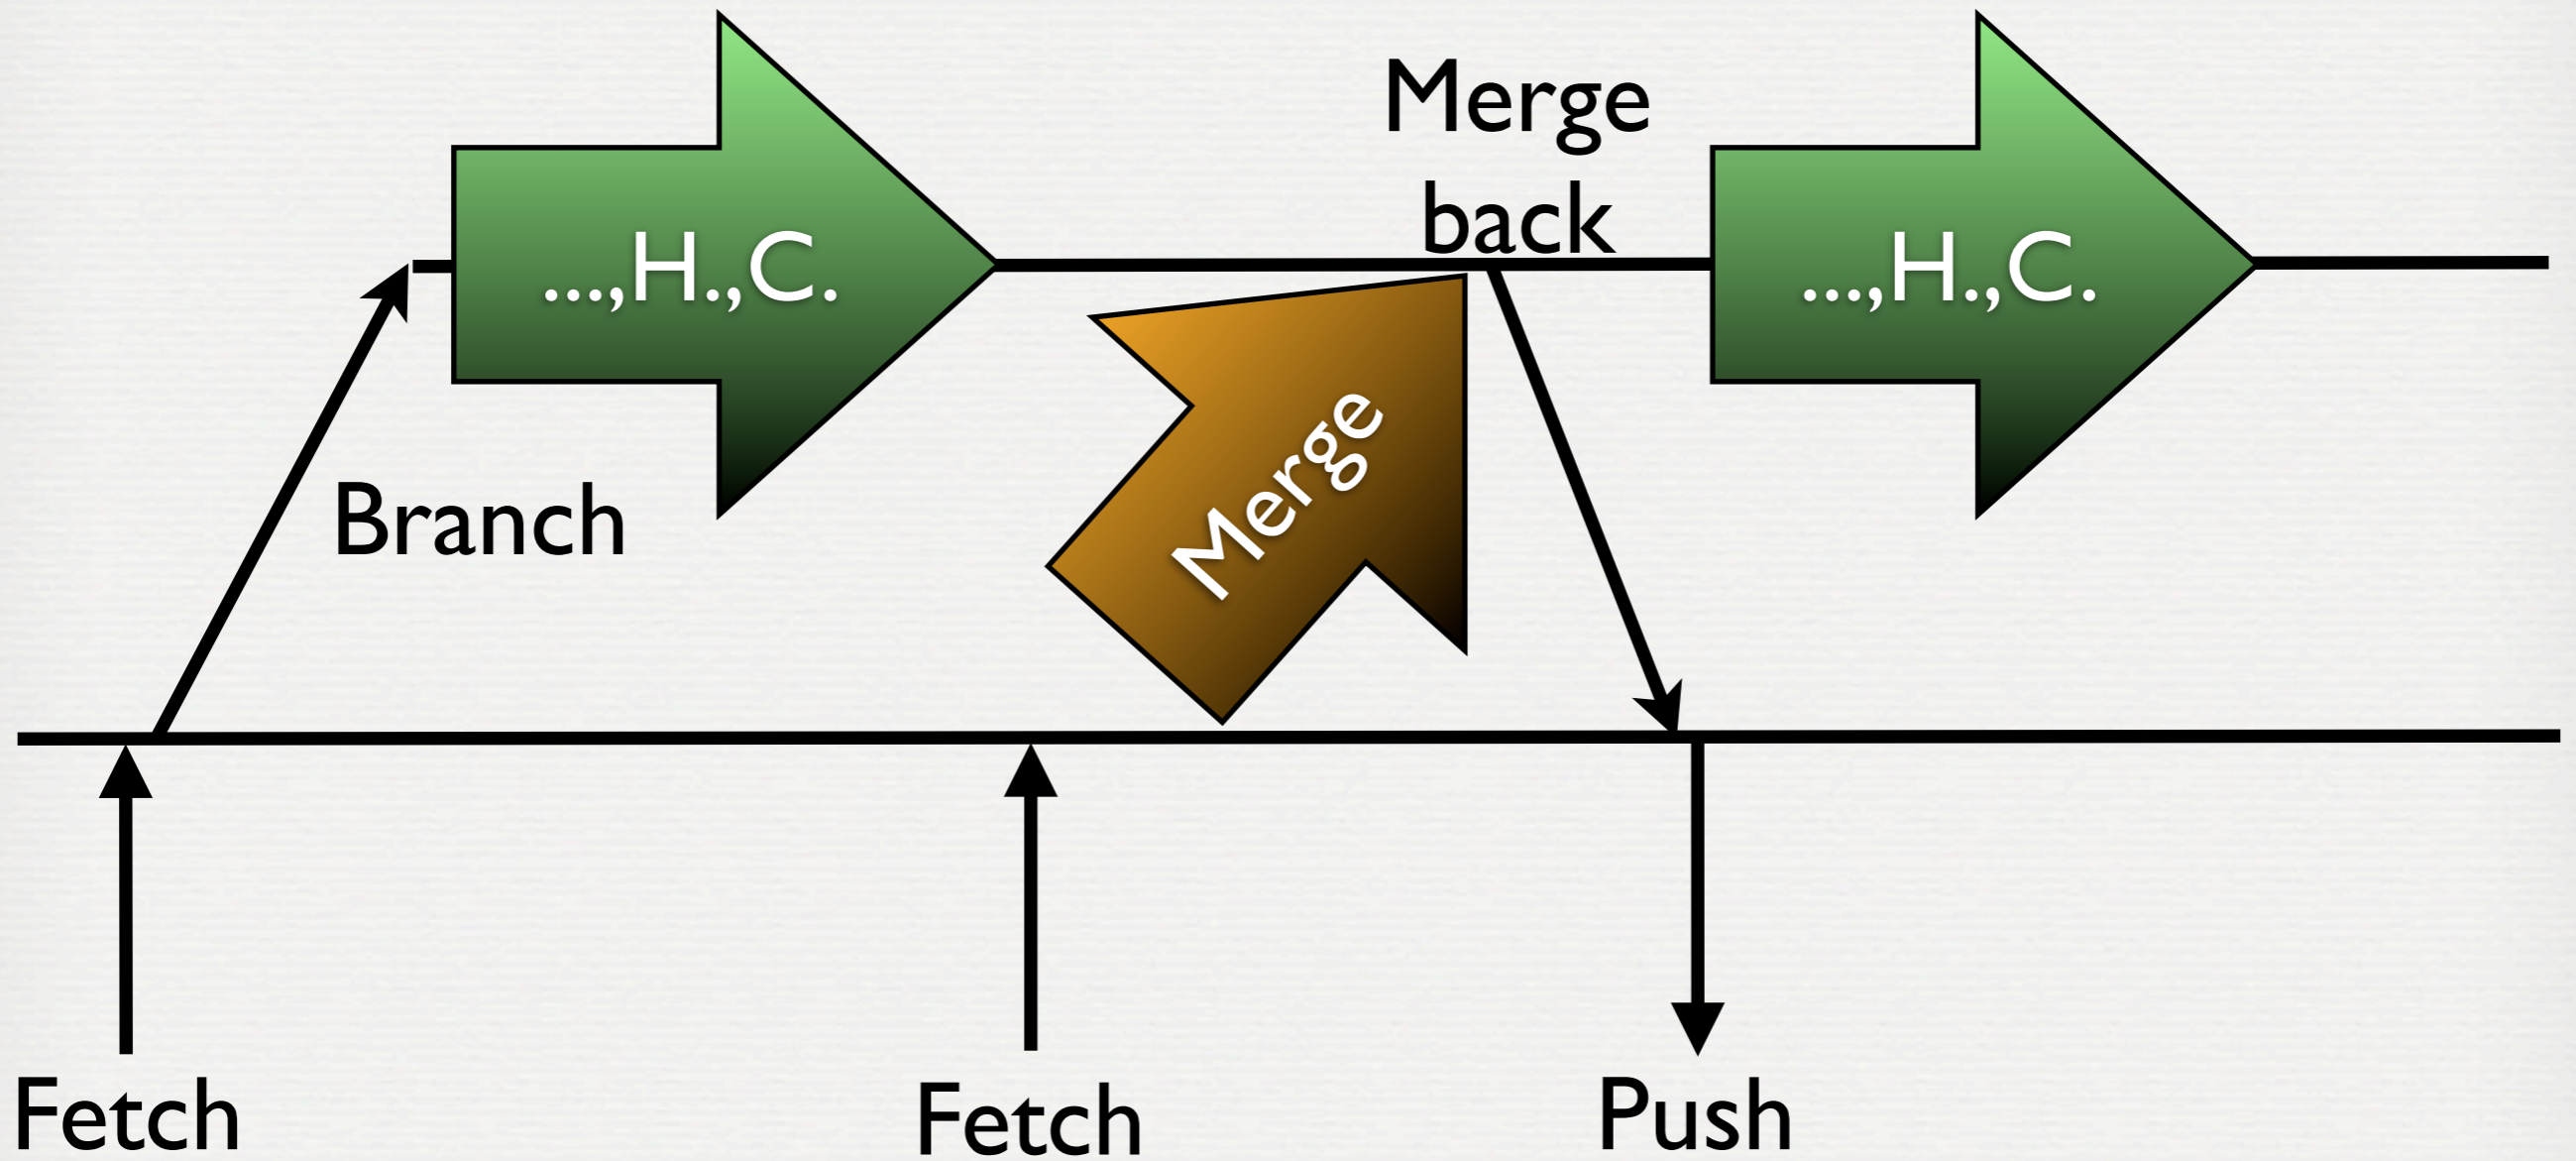 Merge
back
...,H.,C.
...,H.,C.
Branch
Merge
Fetch
Fetch
Push